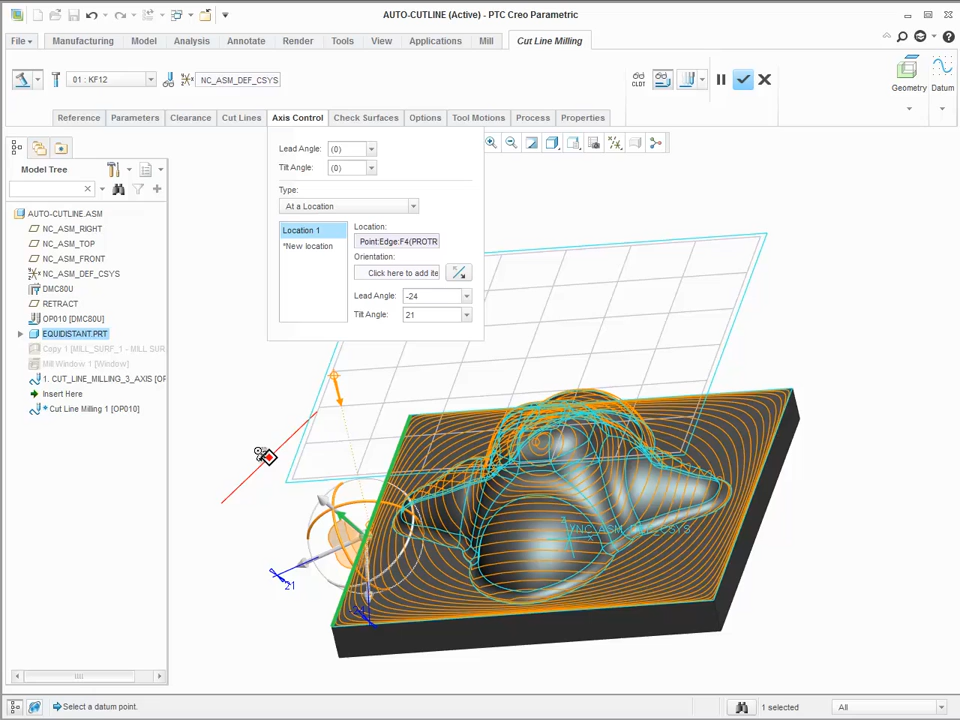 AUTO-CUTLINE (Active) - PTC Creo Parametric
File Manufacturing Model Analysis Annotate Render Tools View Applications Mill Cut Line Milling
01 : KF12 NC_ASM_DEF_CSYS
CLDT
Geometry Datum
Reference Parameters Clearance Cut Lines Axis Control Check Surfaces Options Tool Motions Process Properties
Model Tree
AUTO-CUTLINE.ASM
NC_ASM_RIGHT
NC_ASM_TOP
NC_ASM_FRONT
NC_ASM_DEF_CSYS
DMC80U
RETRACT
OP010 [DMC80U]
EQUIDISTANT.PRT
Copy 1 [MILL_SURF_1 - MILL SUR
Mill Window 1 [Window]
1. CUT_LINE_MILLING_3_AXIS [OP
Insert Here
* Cut Line Milling 1 [OP010]
Lead Angle: (0)
Tilt Angle: (0)
Type:
At a Location
Location 1
*New location
Location:
Point:Edge:F4(PROTR
Orientation:
Click here to add ite
Lead Angle: -24
Tilt Angle: 21
NC_ASM_DEF_CSYS
21
Select a datum point.
1 selected
All